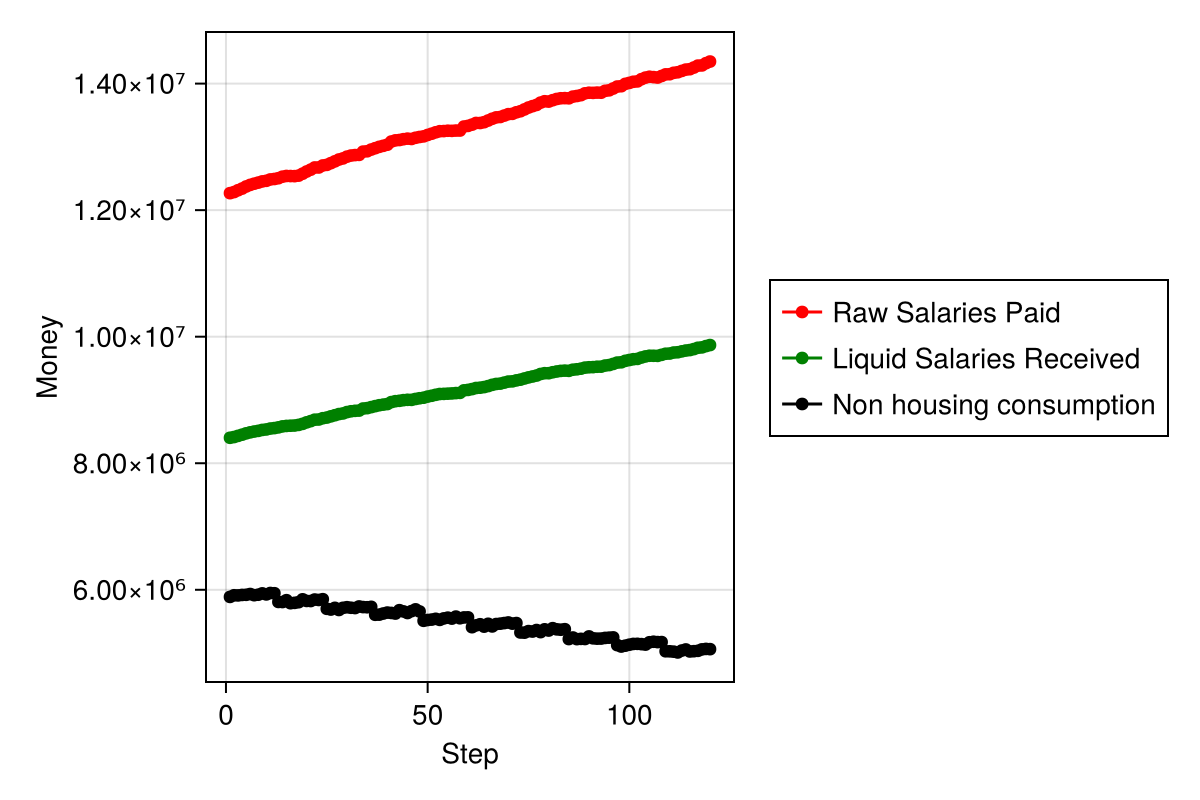 1.40×10⁷
1.20×10⁷
1.00×10⁷
8.00×10⁶
6.00×10⁶
Money
0 50 100
Step
Raw Salaries Paid
Liquid Salaries Received
Non housing consumption